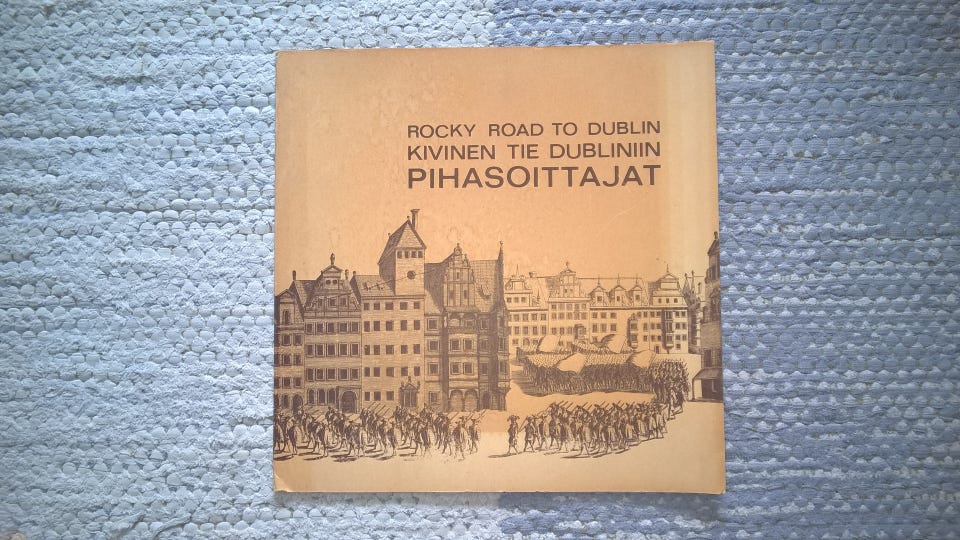 ROCKY ROAD TO DUBLIN
KIVINEN TIE DUBLINIIN
PIHASOITTAJAT